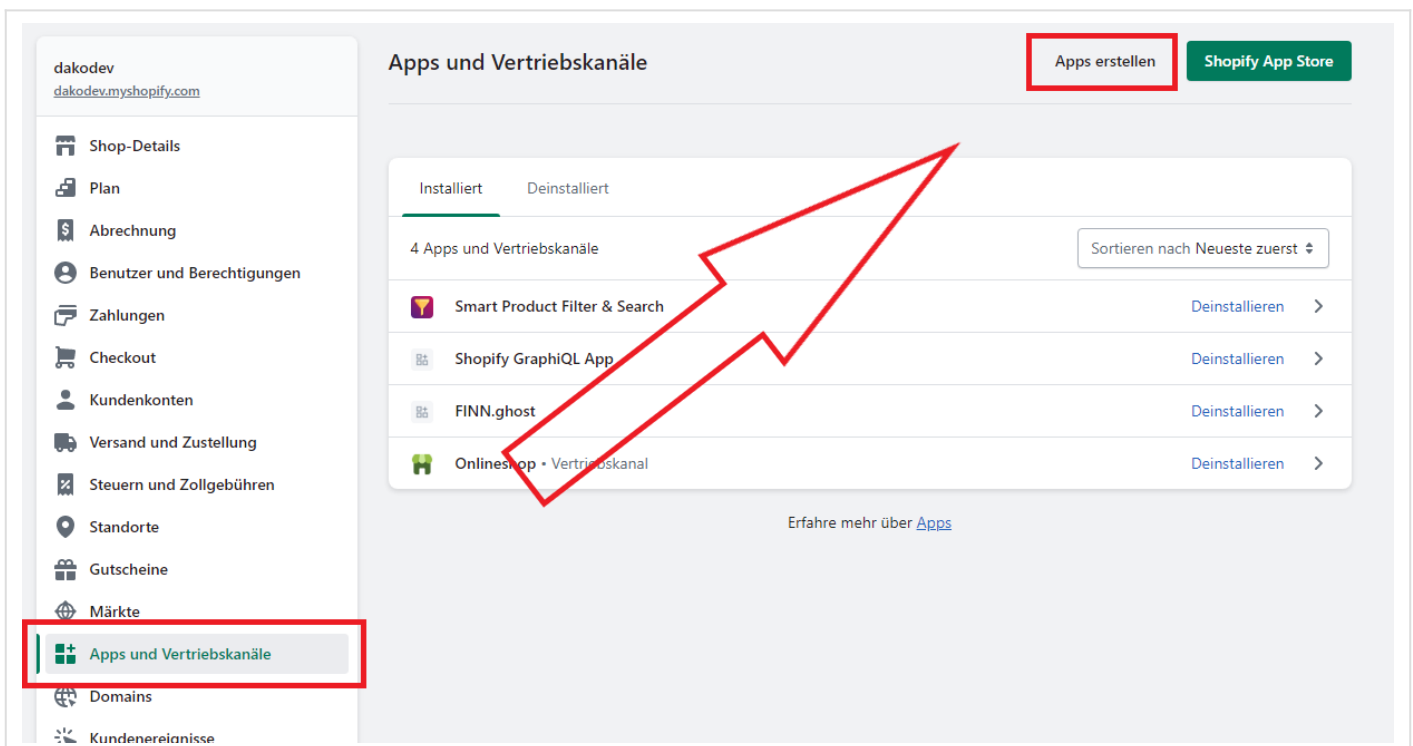 dakodev
dakodev.myshopify.com
Shop-Details
Plan
Abrechnung
Benutzer und Berechtigungen
Zahlungen
Checkout
Kundenkonten
Versand und Zustellung
Steuern und Zollgebühren
Standorte
Gutscheine
Märkte
Apps und Vertriebskanäle
Domains
Kundenereignisse
Apps und Vertriebskanäle
Apps erstellen
Shopify App Store
Installiert Deinstalliert
4 Apps und Vertriebskanäle
Sortieren nach Neueste zuerst
Smart Product Filter & Search Deinstallieren
Shopify GraphiQL App Deinstallieren
FINN.ghost Deinstallieren
Onlineshop • Vertriebskanal Deinstallieren
Erfahre mehr über Apps